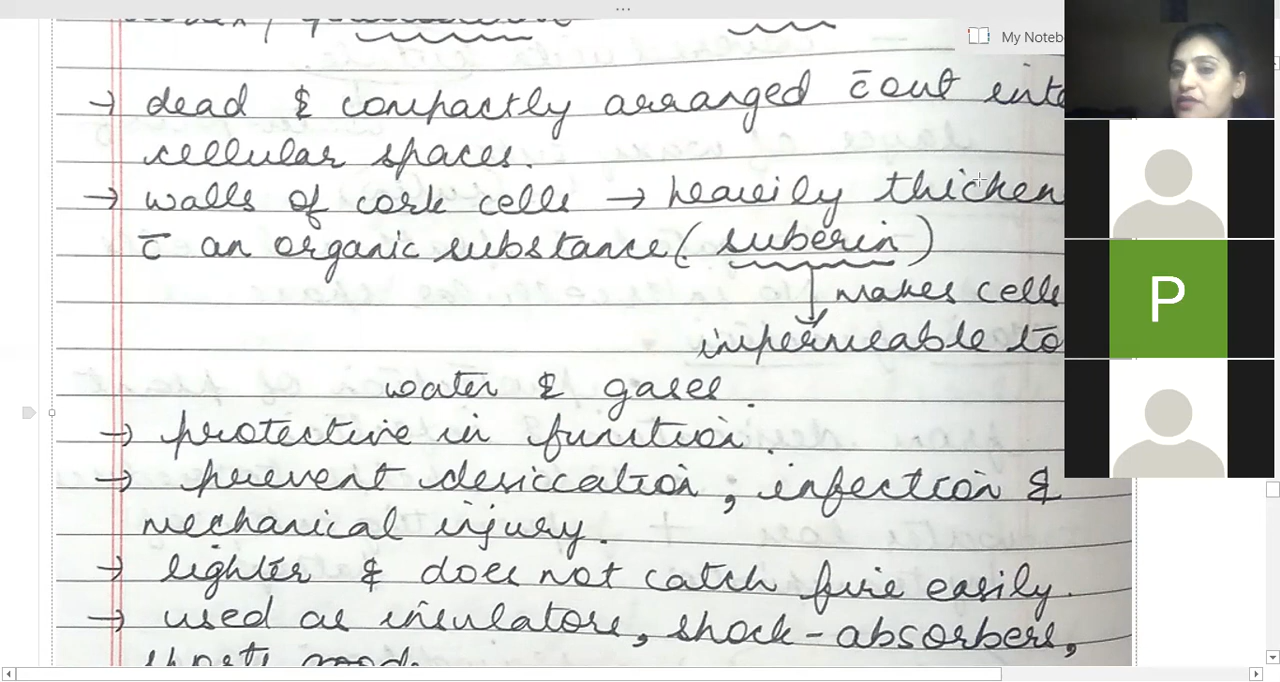 My Noteb
→ dead & compactly arranged c̄out inte
cellular spaces.
→ walls of cork cells → heavily thicken
c̄ an organic substance (suberin)
makes cells
impermeable to
water & gases.
P
→ protective in function.
→ prevent desiccation, infection &
mechanical injury.
→ lighter & does not catch fire easily.
→ used as insulators, shock-absorbers,